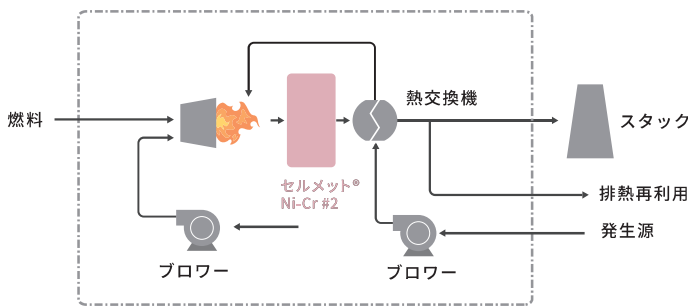 熱交換機
燃料
スタック
セルメット®
Ni-Cr #2
排熱再利用
発生源
ブロワー
ブロワー